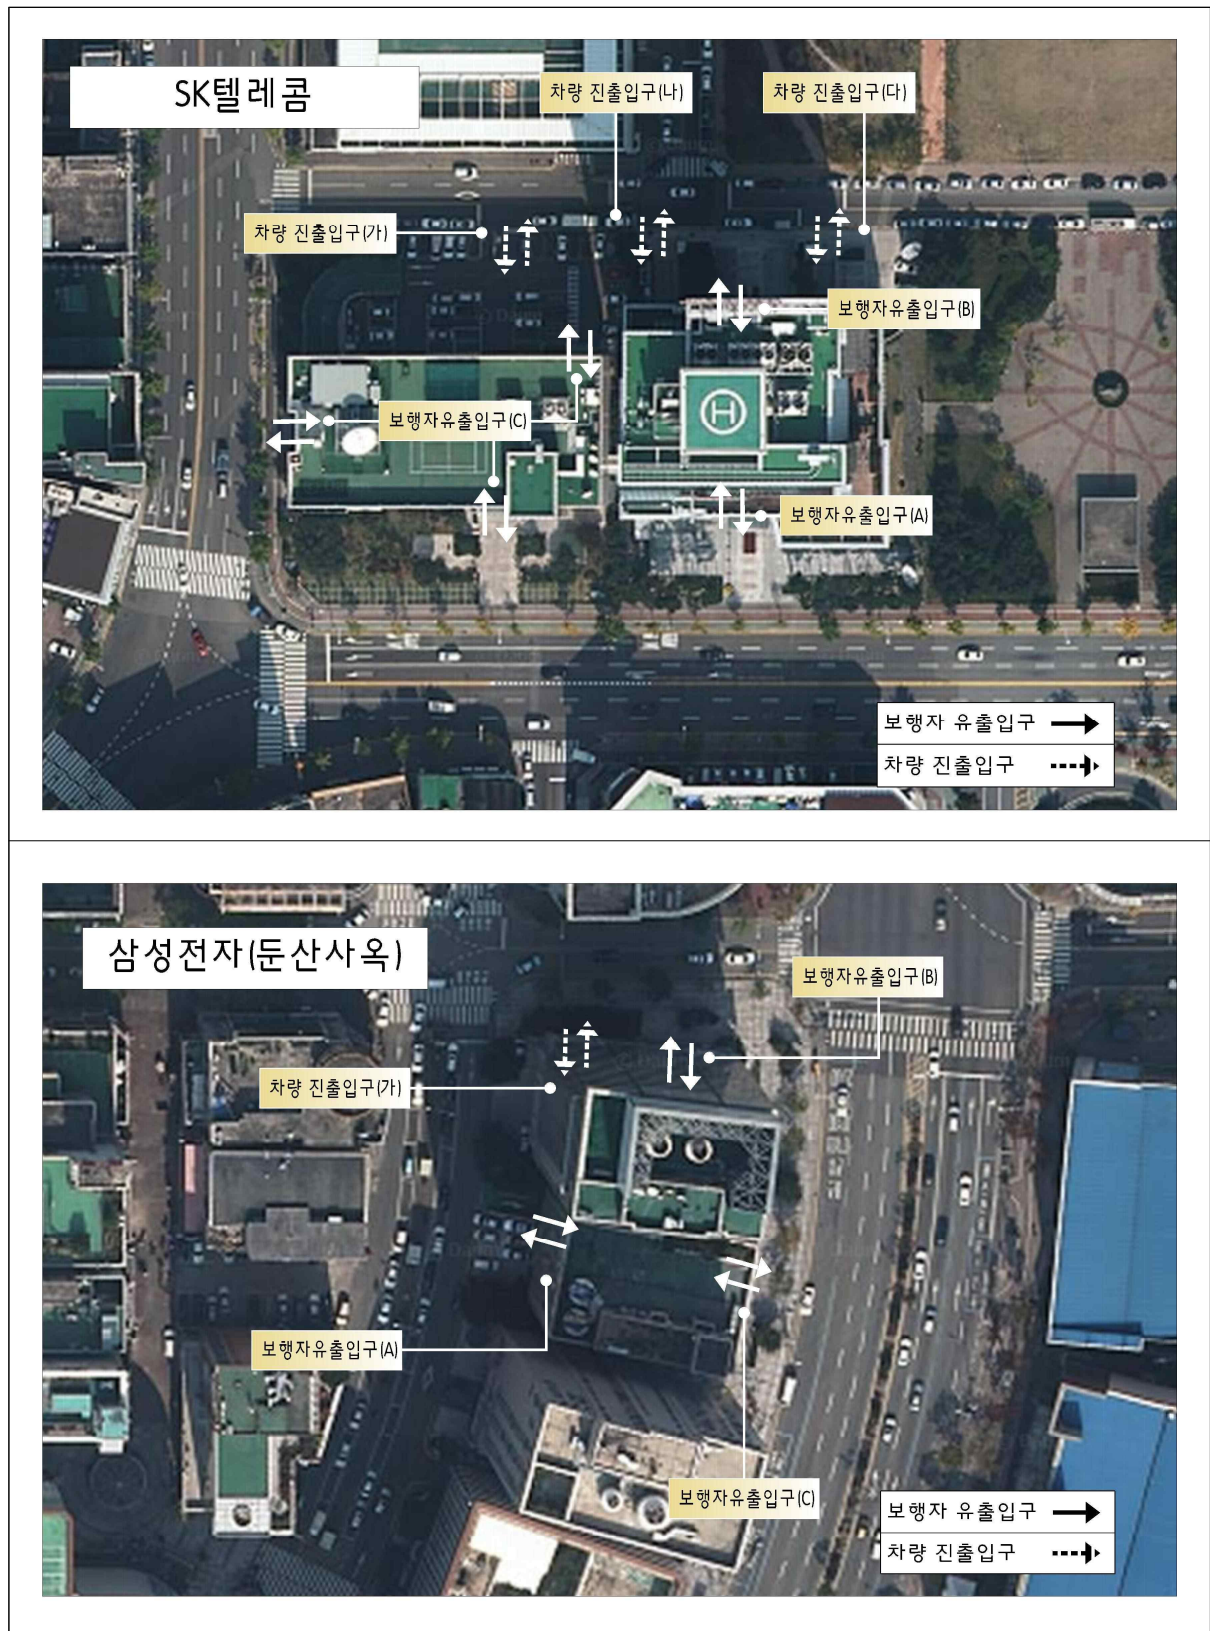 SK텔레콤
차량 진출입구(나)
차량 진출입구(다)
차량 진출입구(가)
보행자유출입구(B)
보행자유출입구(C)
보행자유출입구(A)
보행자 유출입구
차량 진출입구
삼성전자(둔산사옥)
보행자유출입구(B)
차량 진출입구(가)
보행자유출입구(A)
보행자유출입구(C)
보행자 유출입구
차량 진출입구